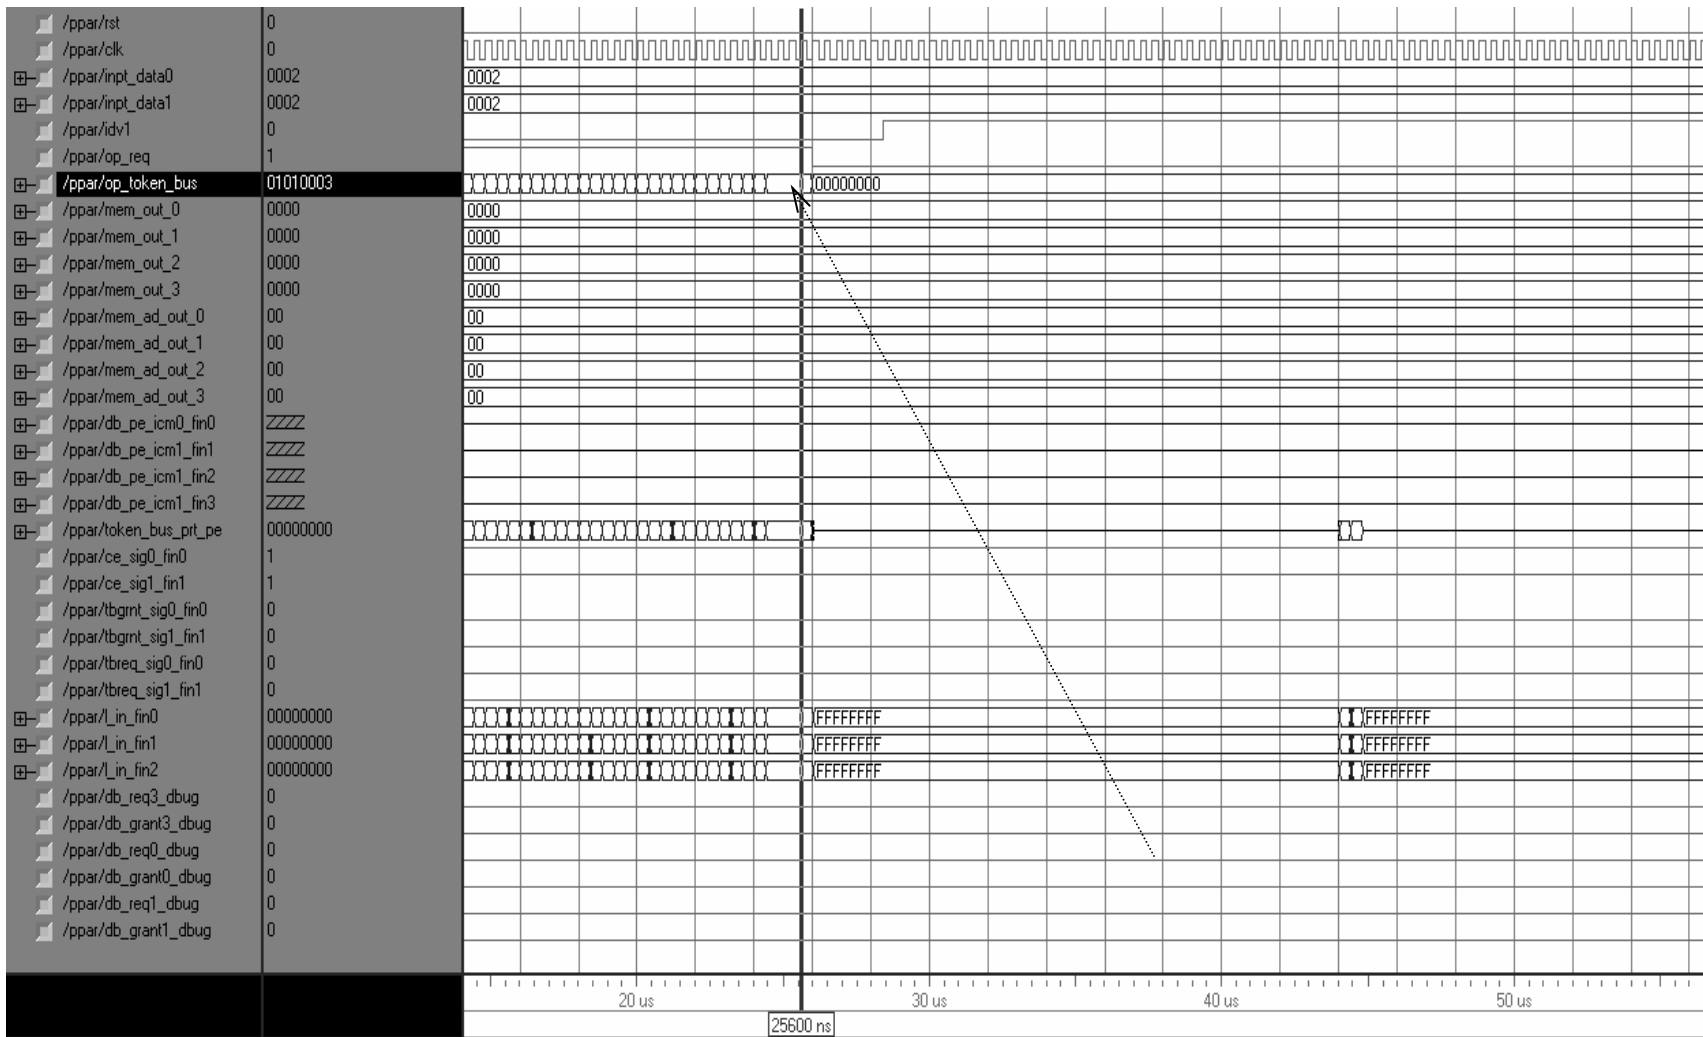 /ppar/rst 0
/ppar/clk 0
/ppar/inpt_data0 0002 0002
/ppar/inpt_data1 0002 0002
/ppar/idv1 0
/ppar/op_req 1
/ppar/op_token_bus 01010003 00000000
/ppar/mem_out_0 0000 0000
/ppar/mem_out_1 0000 0000
/ppar/mem_out_2 0000 0000
/ppar/mem_out_3 0000 0000
/ppar/mem_ad_out_0 00 00
/ppar/mem_ad_out_1 00 00
/ppar/mem_ad_out_2 00 00
/ppar/mem_ad_out_3 00 00
/ppar/db_pe_icm0_fin0 ZZZZ
/ppar/db_pe_icm1_fin1 ZZZZ
/ppar/db_pe_icm1_fin2 ZZZZ
/ppar/db_pe_icm1_fin3 ZZZZ
/ppar/token_bus_prt_pe 00000000
/ppar/ce_sig0_fin0 1
/ppar/ce_sig1_fin1 1
/ppar/tbgrnt_sig0_fin0 0
/ppar/tbgrnt_sig1_fin1 0
/ppar/tbreq_sig0_fin0 0
/ppar/tbreq_sig1_fin1 0
/ppar/l_in_fin0 00000000 FFFFFFFF FFFFFFFF
/ppar/l_in_fin1 00000000 FFFFFFFF FFFFFFFF
/ppar/l_in_fin2 00000000 FFFFFFFF FFFFFFFF
/ppar/db_req3_dbug 0
/ppar/db_grant3_dbug 0
/ppar/db_req0_dbug 0
/ppar/db_grant0_dbug 0
/ppar/db_req1_dbug 0
/ppar/db_grant1_dbug 0
20 us 30 us 40 us 50 us
25600 ns